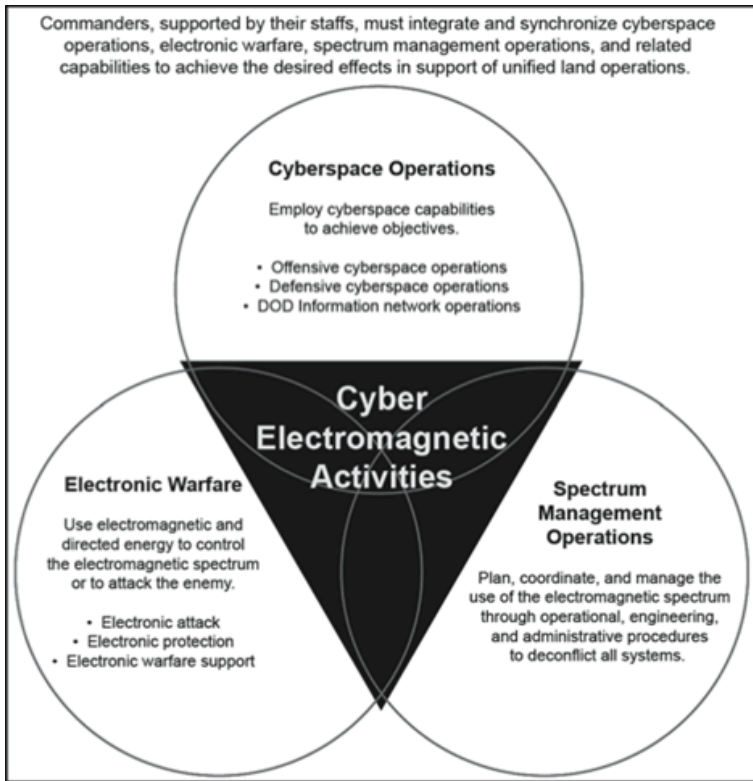 Commanders, supported by their staffs, must integrate and synchronize cyberspace
operations, electronic warfare, spectrum management operations, and related
capabilities to achieve the desired effects in support of unified land operations.
Cyberspace Operations
Employ cyberspace capabilities
to achieve objectives.
• Offensive cyberspace operations
• Defensive cyberspace operations
• DOD Information network operations
Cyber
Electromagnetic
Activities
Electronic Warfare
Use electromagnetic and
directed energy to control
the electromagnetic spectrum
or to attack the enemy.
• Electronic attack
• Electronic protection
• Electronic warfare support
Spectrum
Management
Operations
Plan, coordinate, and manage the
use of the electromagnetic spectrum
through operational, engineering,
and administrative procedures
to deconflict all systems.